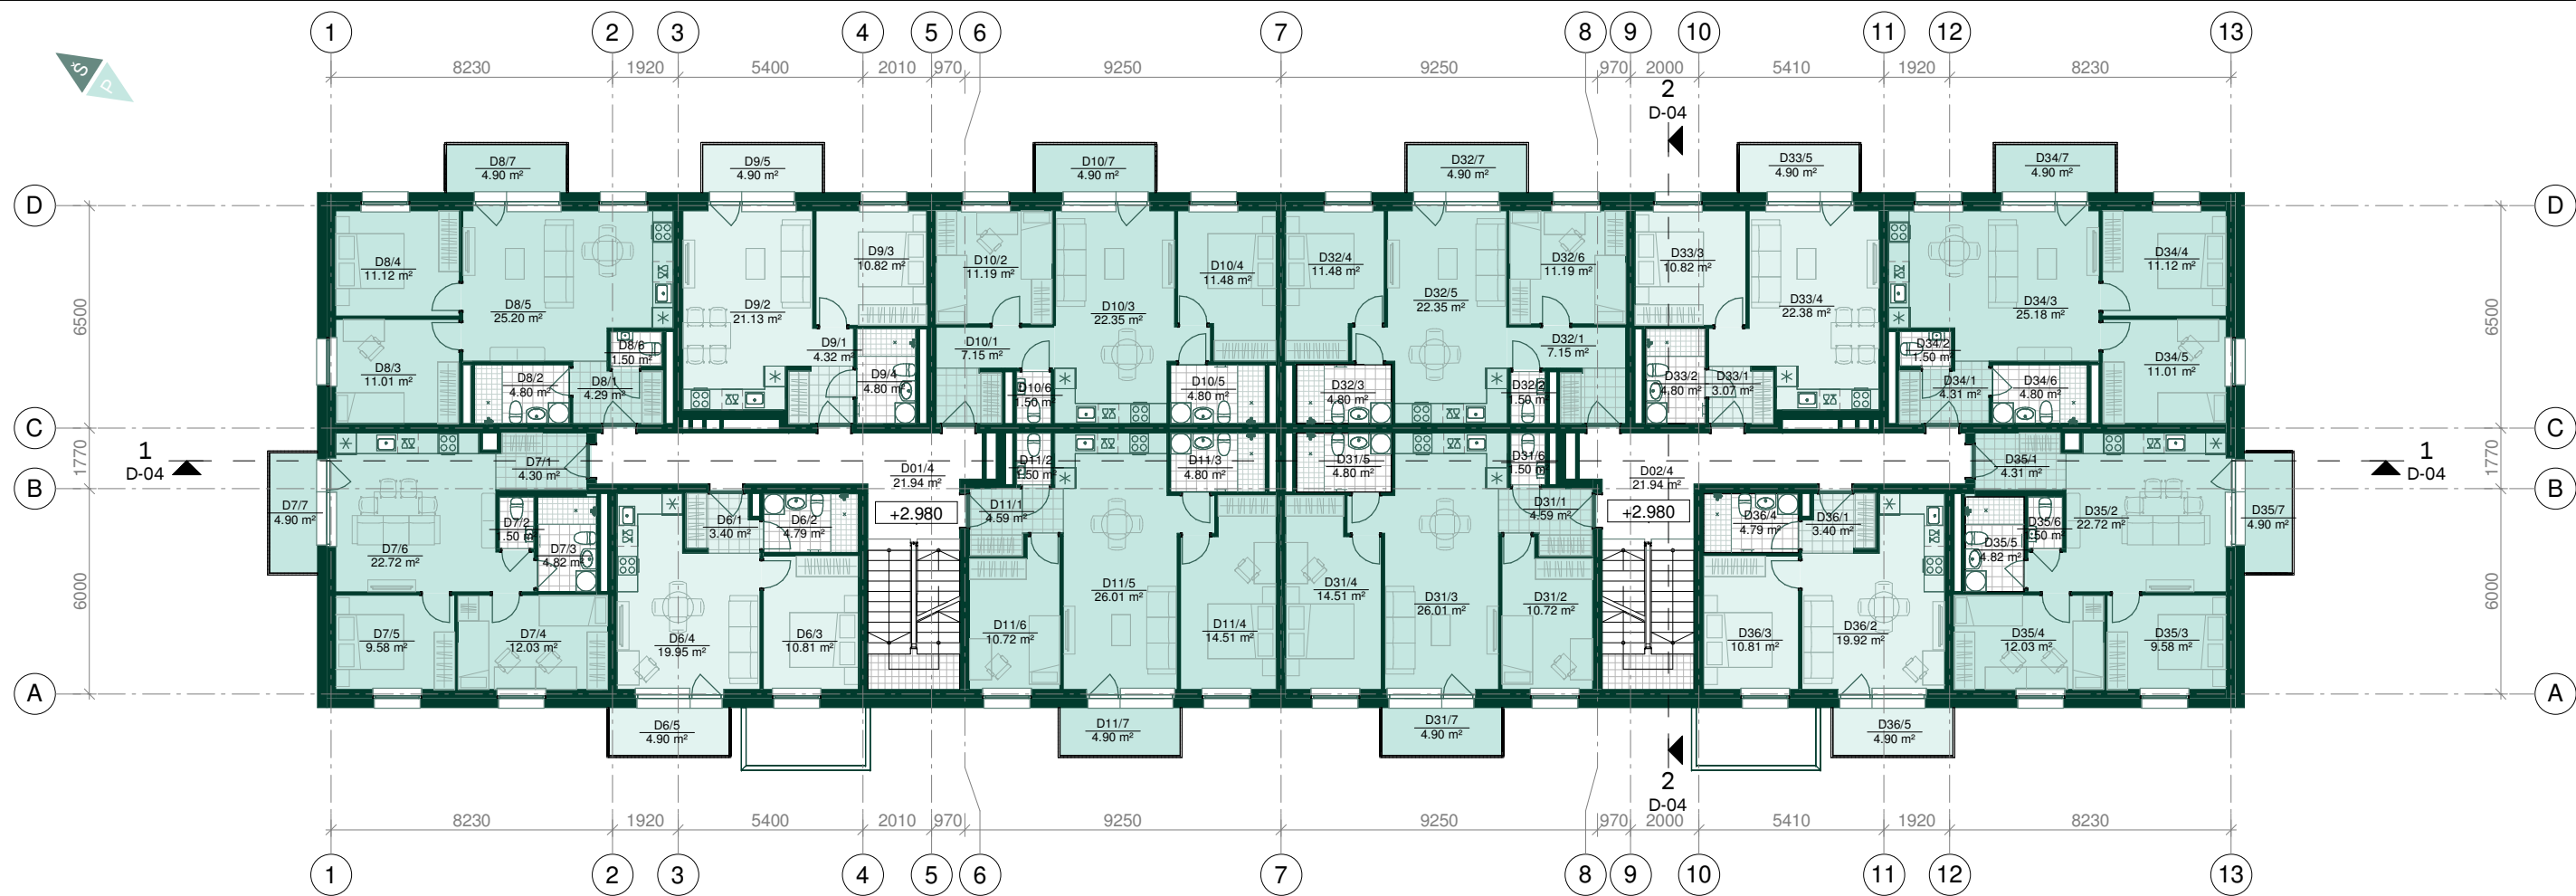 1 2 3 4 5 6 7 8 9 10 11 12 13
8230 1920 5400 2010 970 9250 9250 970 2000 5410 1920 8230
Š
P
2
D-04
D8/7
4.90 m²
D9/5
4.90 m²
D10/7
4.90 m²
D32/7
4.90 m²
D33/5
4.90 m²
D34/7
4.90 m²
D D
6500 6500
D8/4
11.12 m²
D8/5
25.20 m²
D8/3
11.01 m²
D8/2
4.80 m²
D8/1
4.29 m²
D8/6
1.50 m²
D9/2
21.13 m²
D9/3
10.82 m²
D9/1
4.32 m²
D9/4
4.80 m²
D10/2
11.19 m²
D10/1
7.15 m²
D10/3
22.35 m²
D10/4
11.48 m²
D10/5
4.80 m²
D10/6
1.50 m²
D32/4
11.48 m²
D32/5
22.35 m²
D32/6
11.19 m²
D32/1
7.15 m²
D32/3
4.80 m²
D32/2
1.50 m²
D33/3
10.82 m²
D33/4
22.38 m²
D33/2
4.80 m²
D33/1
3.07 m²
D34/2
1.50 m²
D34/3
25.18 m²
D34/4
11.12 m²
D34/5
11.01 m²
D34/1
4.31 m²
D34/6
4.80 m²
C C
1770 1770
1
D-04
1
D-04
B B
D7/7
4.90 m²
D7/1
4.30 m²
D7/2
1.50 m²
D7/3
4.82 m²
D7/6
22.72 m²
D7/5
9.58 m²
D7/4
12.03 m²
D6/1
3.40 m²
D6/2
4.79 m²
D6/4
19.95 m²
D6/3
10.81 m²
D01/4
21.94 m²
+2.980
D11/2
1.50 m²
D11/1
4.59 m²
D11/3
4.80 m²
D11/5
26.01 m²
D11/4
14.51 m²
D11/6
10.72 m²
D31/5
4.80 m²
D31/6
1.50 m²
D31/1
4.59 m²
D31/4
14.51 m²
D31/3
26.01 m²
D31/2
10.72 m²
D02/4
21.94 m²
+2.980
D36/4
4.79 m²
D36/1
3.40 m²
D36/3
10.81 m²
D36/2
19.92 m²
D35/1
4.31 m²
D35/2
22.72 m²
D35/6
1.50 m²
D35/5
4.82 m²
D35/4
12.03 m²
D35/3
9.58 m²
D35/7
4.90 m²
6000 6000
A A
D6/5
4.90 m²
D11/7
4.90 m²
D31/7
4.90 m²
D36/5
4.90 m²
2
D-04
8230 1920 5400 2010 970 9250 9250 970 2000 5410 1920 8230
1 2 3 4 5 6 7 8 9 10 11 12 13